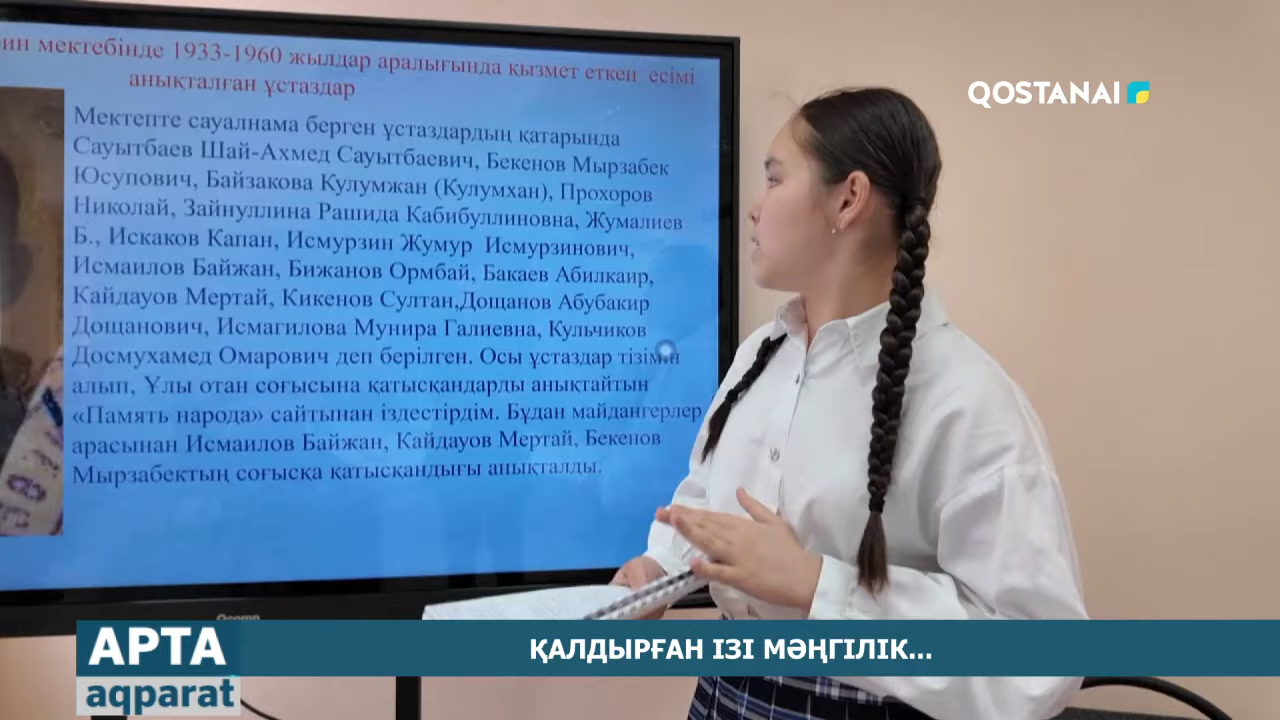 мектебінде 1933-1960 жылдар аралығында қызмет еткен есімі
анықталған ұстаздар
Мектепте сауалнама берген ұстаздардың қатарында
Сауытбаев Шай-Ахмед Сауытбаевич, Бекенов Мырзабек
Юсупович, Байзакова Кулумжан (Кулумхан), Прохоров
Николай, Зайнуллина Рашида Кабибуллиновна, Жумалиев
Б., Искаков Капан, Исмурзин Жумур Исмурзинович,
Исмаилов Байжан, Бижанов Ормбай, Бакаев Абилкаир,
Кайдауов Мертай, Кикенов Султан,Дощанов Абубакир
Дощанович, Исмагилова Мунира Галиевна, Кульчиков
Досмухамед Омарович деп берілген. Осы ұстаздар тізімін
алып, Ұлы отан соғысына қатысқандарды анықтайтын
«Память народа» сайтынан іздестірдім. Бұдан майдангерлер
арасынан Исмаилов Байжан, Кайдауов Мертай, Бекенов
Мырзабектың соғысқа қатысқандығы анықталды.
QOSTANAI
АРТА
aqparat
ҚАЛДЫРҒАН ІЗІ МӘҢГІЛІК...